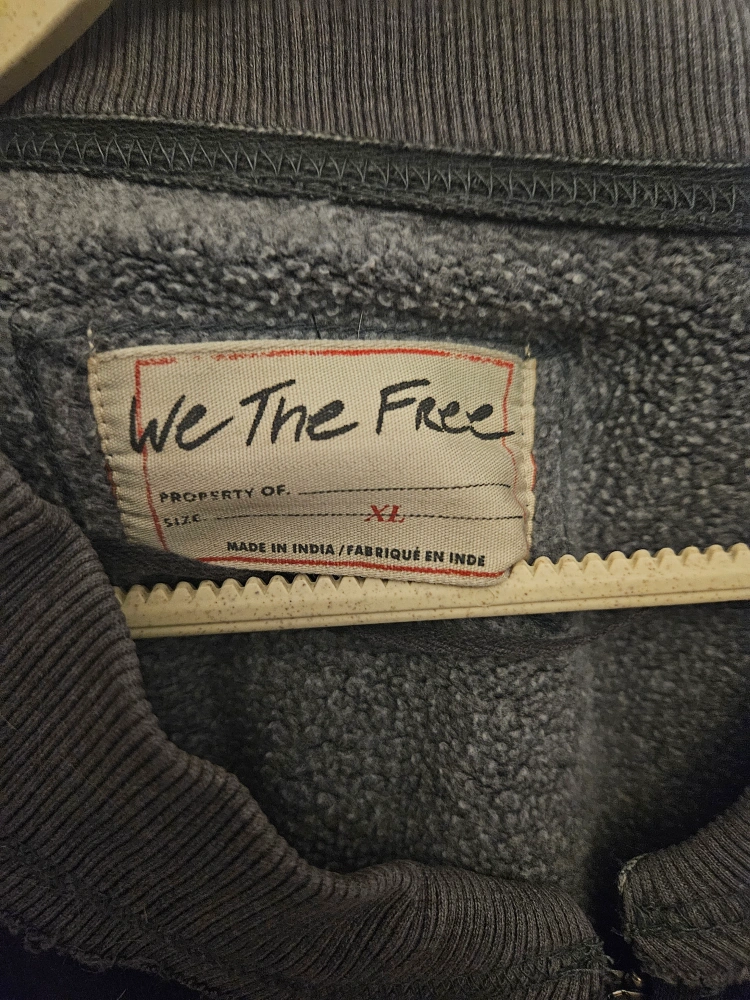 We The Free
PROPERTY OF.
SIZE. XL
MADE IN INDIA / FABRIQUÉ EN INDE